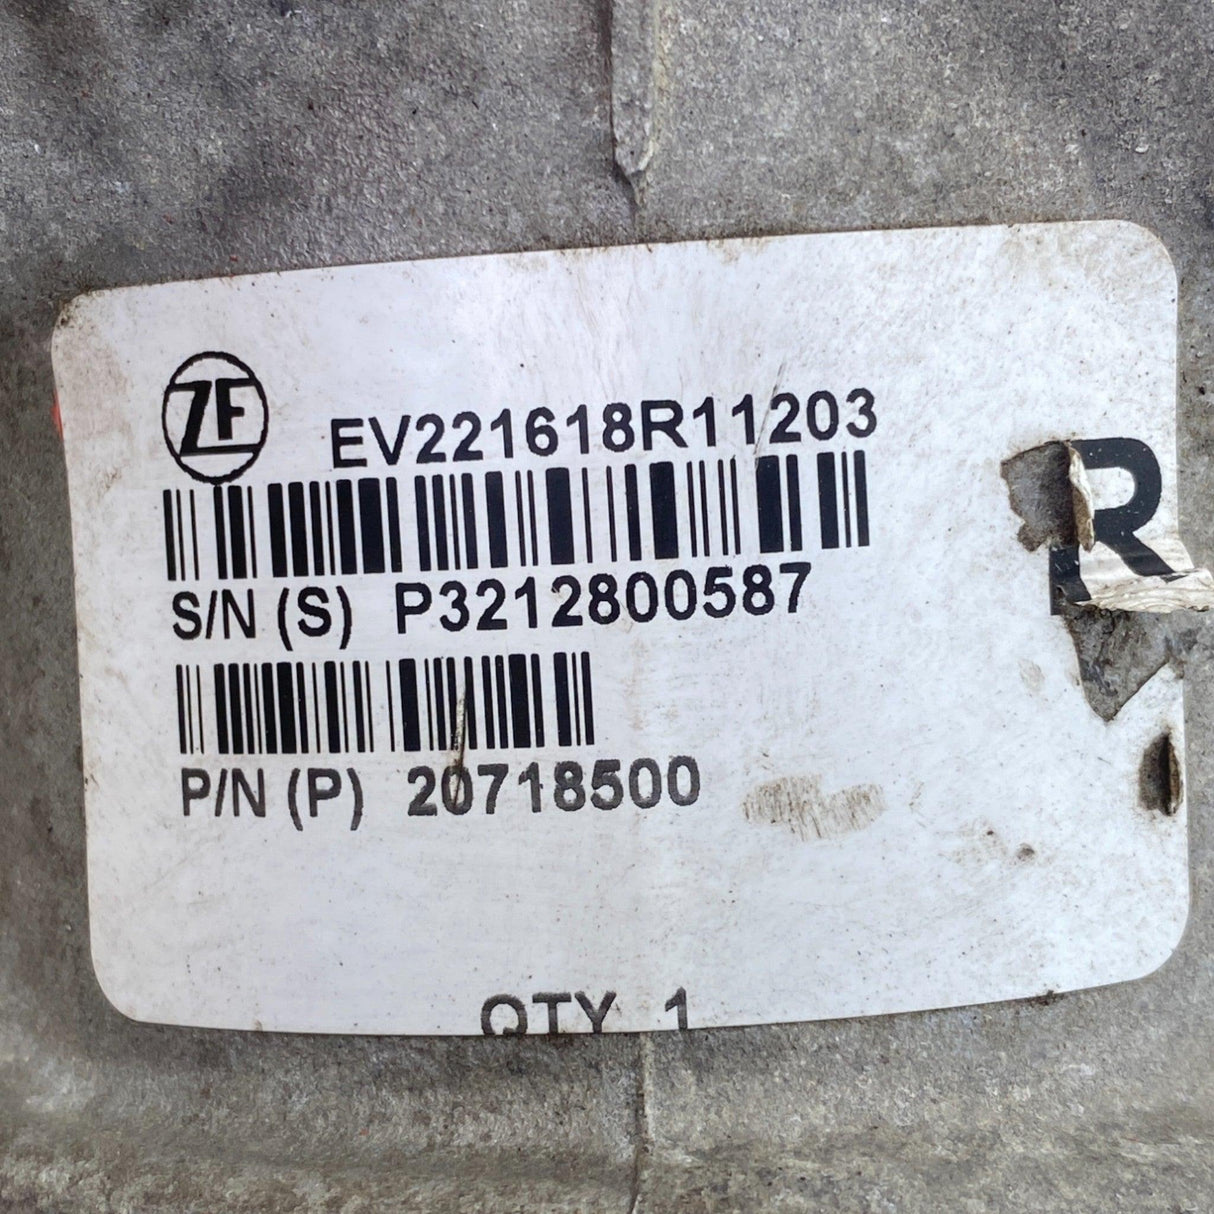 ZF
EV221618R11203
R
S/N (S) P3212800587
P/N (P) 20718500
QTY 1